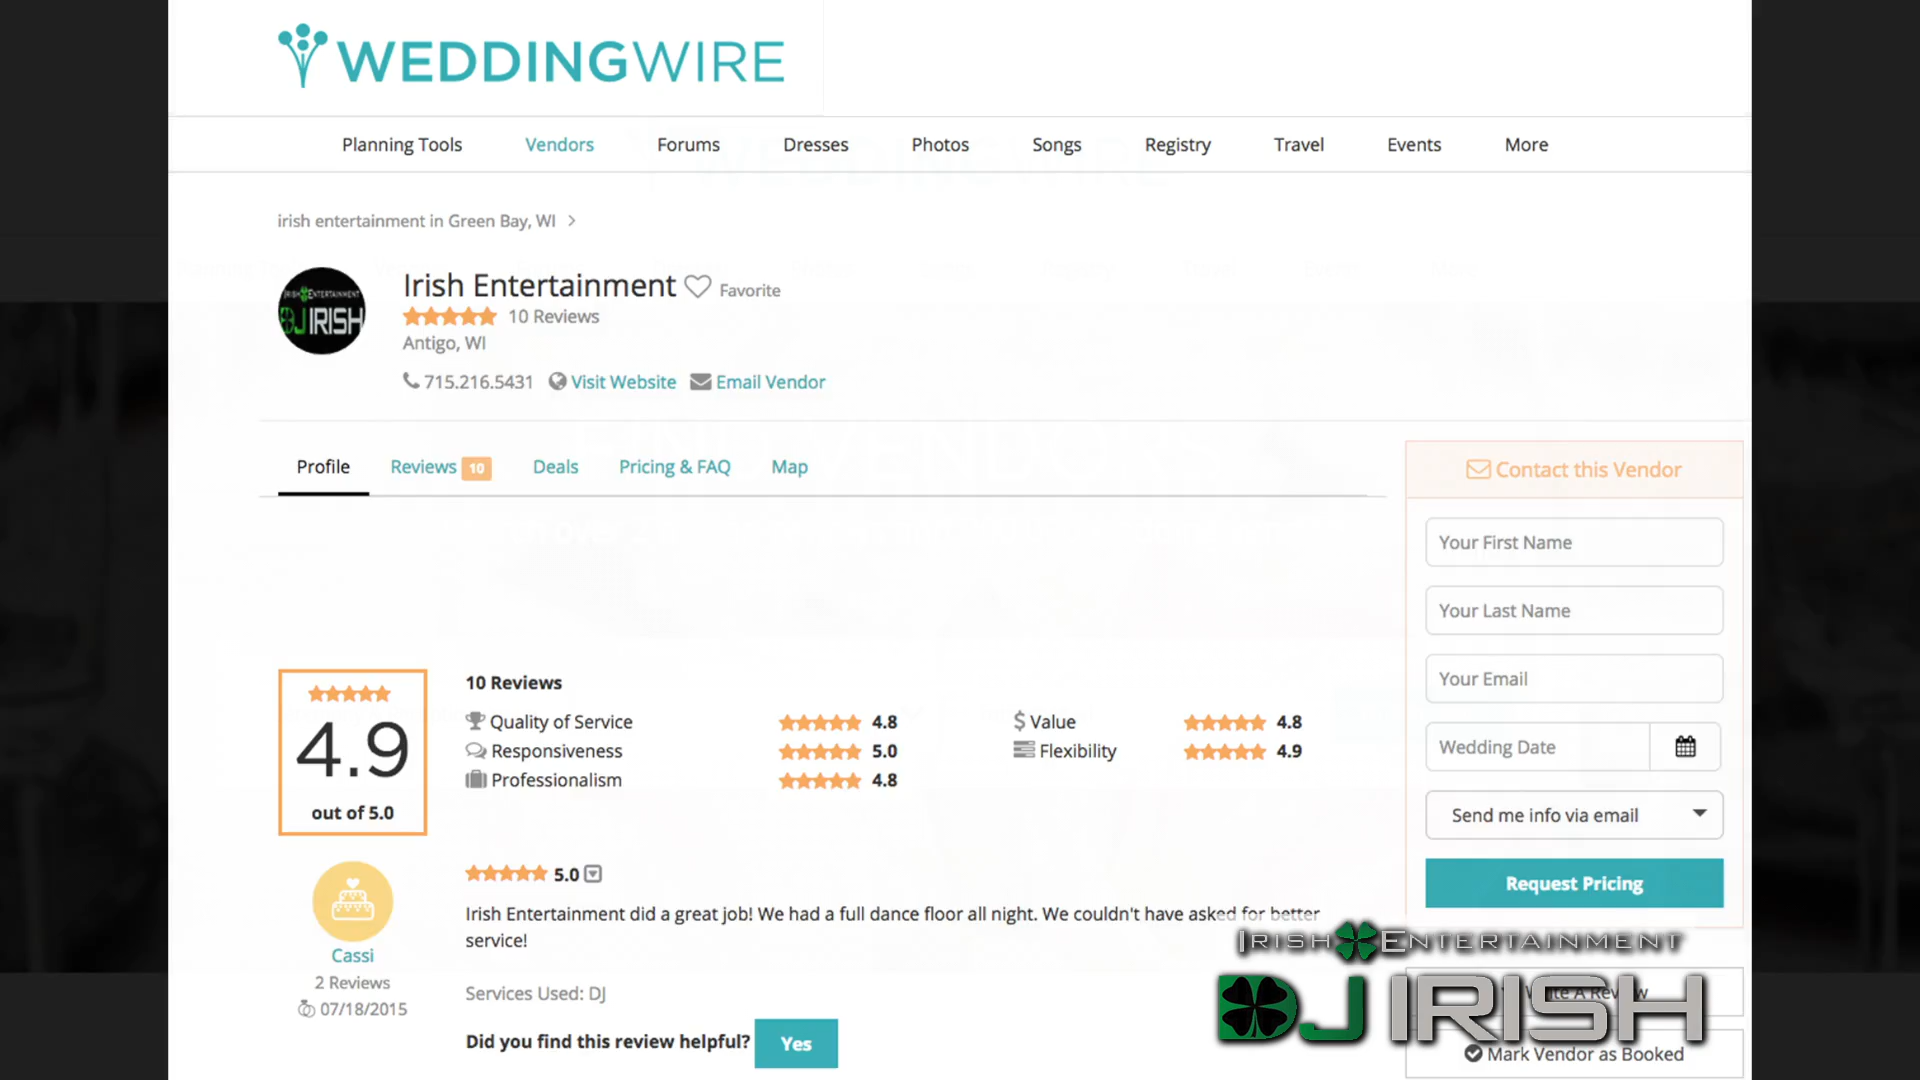 WEDDINGWIRE
Planning Tools Vendors Forums Dresses Photos Songs Registry Travel Events More
irish entertainment in Green Bay, WI >
IRISH ENTERTAINMENT
DJ IRISH
Irish Entertainment Favorite
10 Reviews
Antigo, WI
715.216.5431 Visit Website Email Vendor
Profile Reviews 10 Deals Pricing & FAQ Map
4.9
out of 5.0
10 Reviews
Quality of Service 4.8 $ Value 4.8
Responsiveness 5.0 Flexibility 4.9
Professionalism 4.8
Cassi
2 Reviews
07/18/2015
5.0
Irish Entertainment did a great job! We had a full dance floor all night. We couldn't have asked for better
service!
Services Used: DJ
Did you find this review helpful? Yes
Contact this Vendor
Your First Name
Your Last Name
Your Email
Wedding Date
Send me info via email
Request Pricing
Write A Review
Mark Vendor as Booked
IRISH ENTERTAINMENT
DJ IRISH